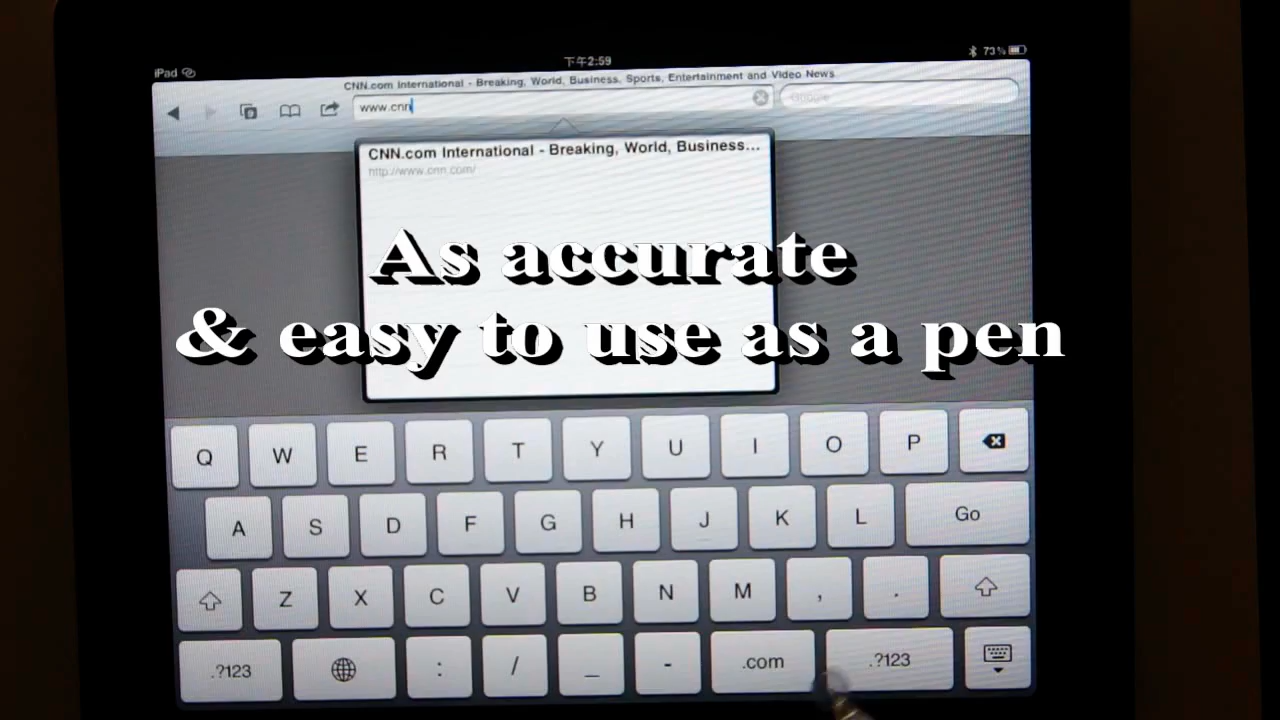 iPad
下午2:59
73%
CNN.com International - Breaking, World, Business, Sports, Entertainment and Video News
www.cnn
Google
CNN.com International - Breaking, World, Business...
http://www.cnn.com/
As accurate
& easy to use as a pen
Q W E R T Y U I O P
A S D F G H J K L Go
Z X C V B N M , .
.?123 : / _ - .com .?123